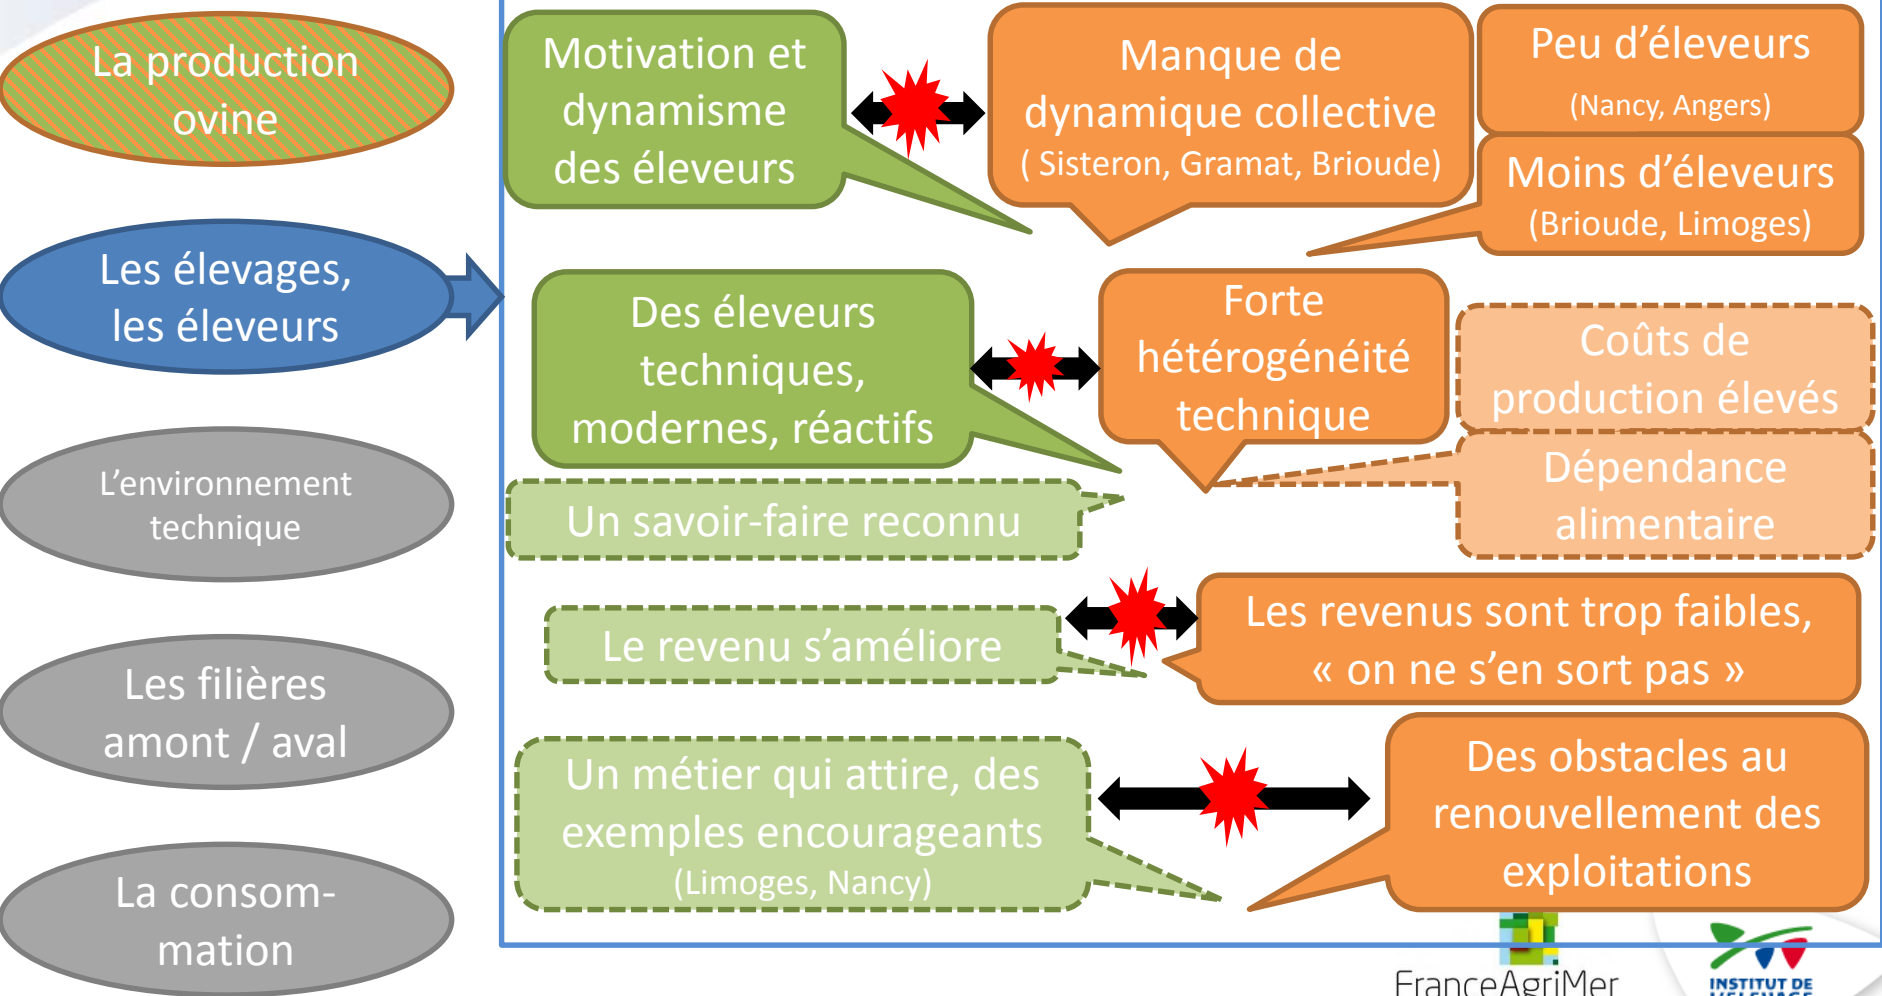 La production
ovine
Les élevages,
les éleveurs
L'environnement
technique
Les filières
amont / aval
La consom-
mation
Motivation et
dynamisme
des éleveurs
Manque de
dynamique collective
( Sisteron, Gramat, Brioude)
Peu d'éleveurs
(Nancy, Angers)
Moins d'éleveurs
(Brioude, Limoges)
Des éleveurs
techniques,
modernes, réactifs
Forte
hétérogénéité
technique
Coûts de
production élevés
Dépendance
alimentaire
Un savoir-faire reconnu
Le revenu s'améliore
Les revenus sont trop faibles,
« on ne s'en sort pas »
Un métier qui attire, des
exemples encourageants
(Limoges, Nancy)
Des obstacles au
renouvellement des
exploitations
FranceAgriMer
INSTITUT DE
L'ELEVAGE